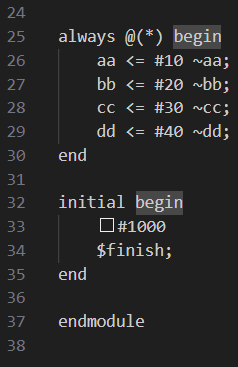 24
25 always @(*) begin
26     aa <= #10 ~aa;
27     bb <= #20 ~bb;
28     cc <= #30 ~cc;
29     dd <= #40 ~dd;
30 end
31
32 initial begin
33     □#1000
34     $finish;
35 end
36
37 endmodule
38